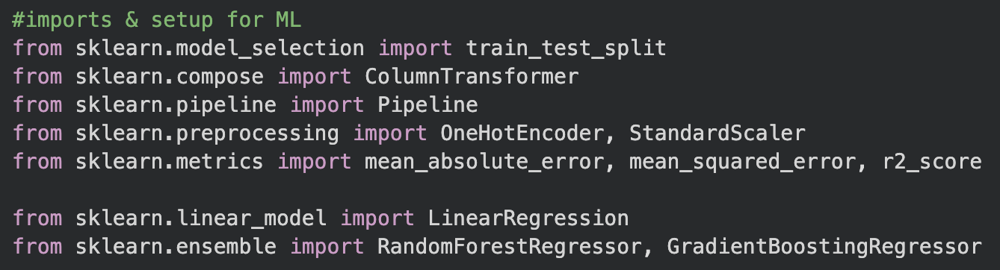 #imports & setup for ML
from sklearn.model_selection import train_test_split
from sklearn.compose import ColumnTransformer
from sklearn.pipeline import Pipeline
from sklearn.preprocessing import OneHotEncoder, StandardScaler
from sklearn.metrics import mean_absolute_error, mean_squared_error, r2_score
from sklearn.linear_model import LinearRegression
from sklearn.ensemble import RandomForestRegressor, GradientBoostingRegressor